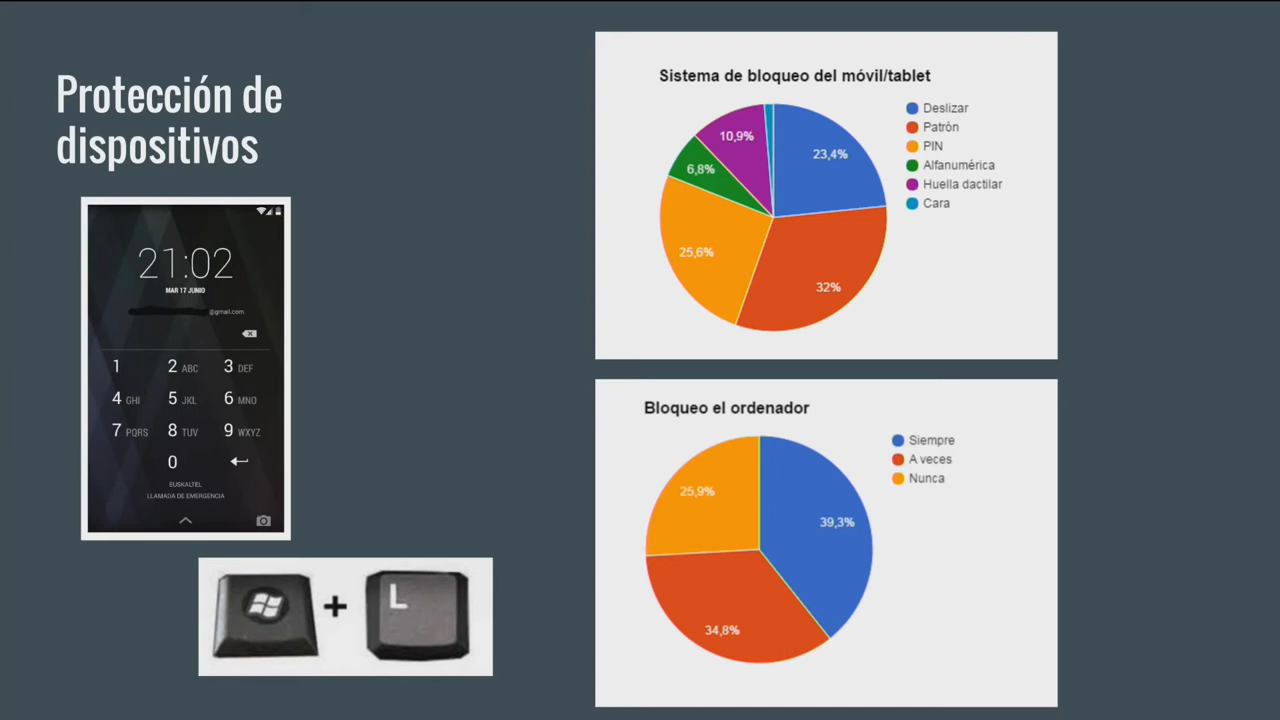 Protección de
dispositivos
21:02
MAR 17 JUNIO
@gmail.com
1 2 ABC 3 DEF
4 GHI 5 JKL 6 MNO
7 PQRS 8 TUV 9 WXYZ
0
EUSKALTEL
LLAMADA DE EMERGENCIA
+ L
Sistema de bloqueo del móvil/tablet
23,4%
32%
25,6%
6,8%
10,9%
Deslizar
Patrón
PIN
Alfanumérica
Huella dactilar
Cara
Bloqueo el ordenador
39,3%
34,8%
25,9%
Siempre
A veces
Nunca